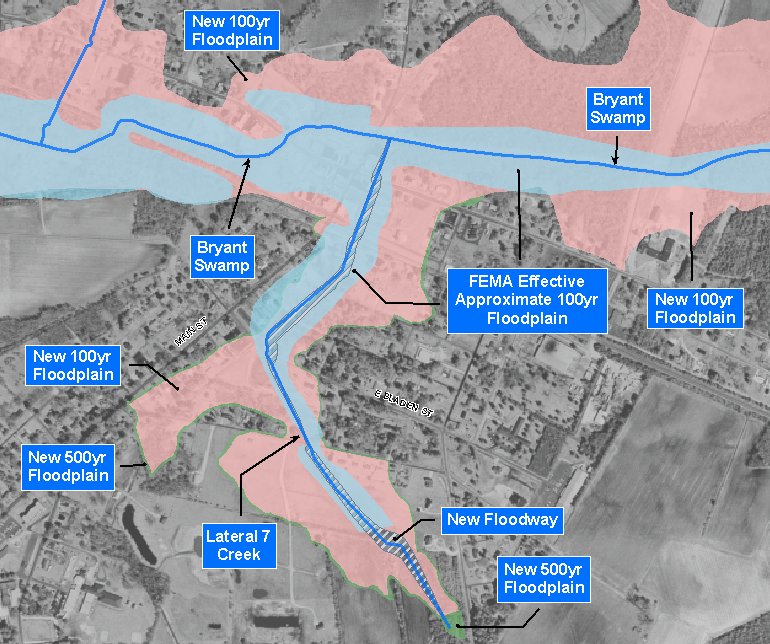 New 100yr
Floodplain
Bryant
Swamp
Bryant
Swamp
FEMA Effective
Approximate 100yr
Floodplain
New 100yr
Floodplain
MAIN ST
New 100yr
Floodplain
E BLADEN ST
New 500yr
Floodplain
Lateral 7
Creek
New Floodway
New 500yr
Floodplain